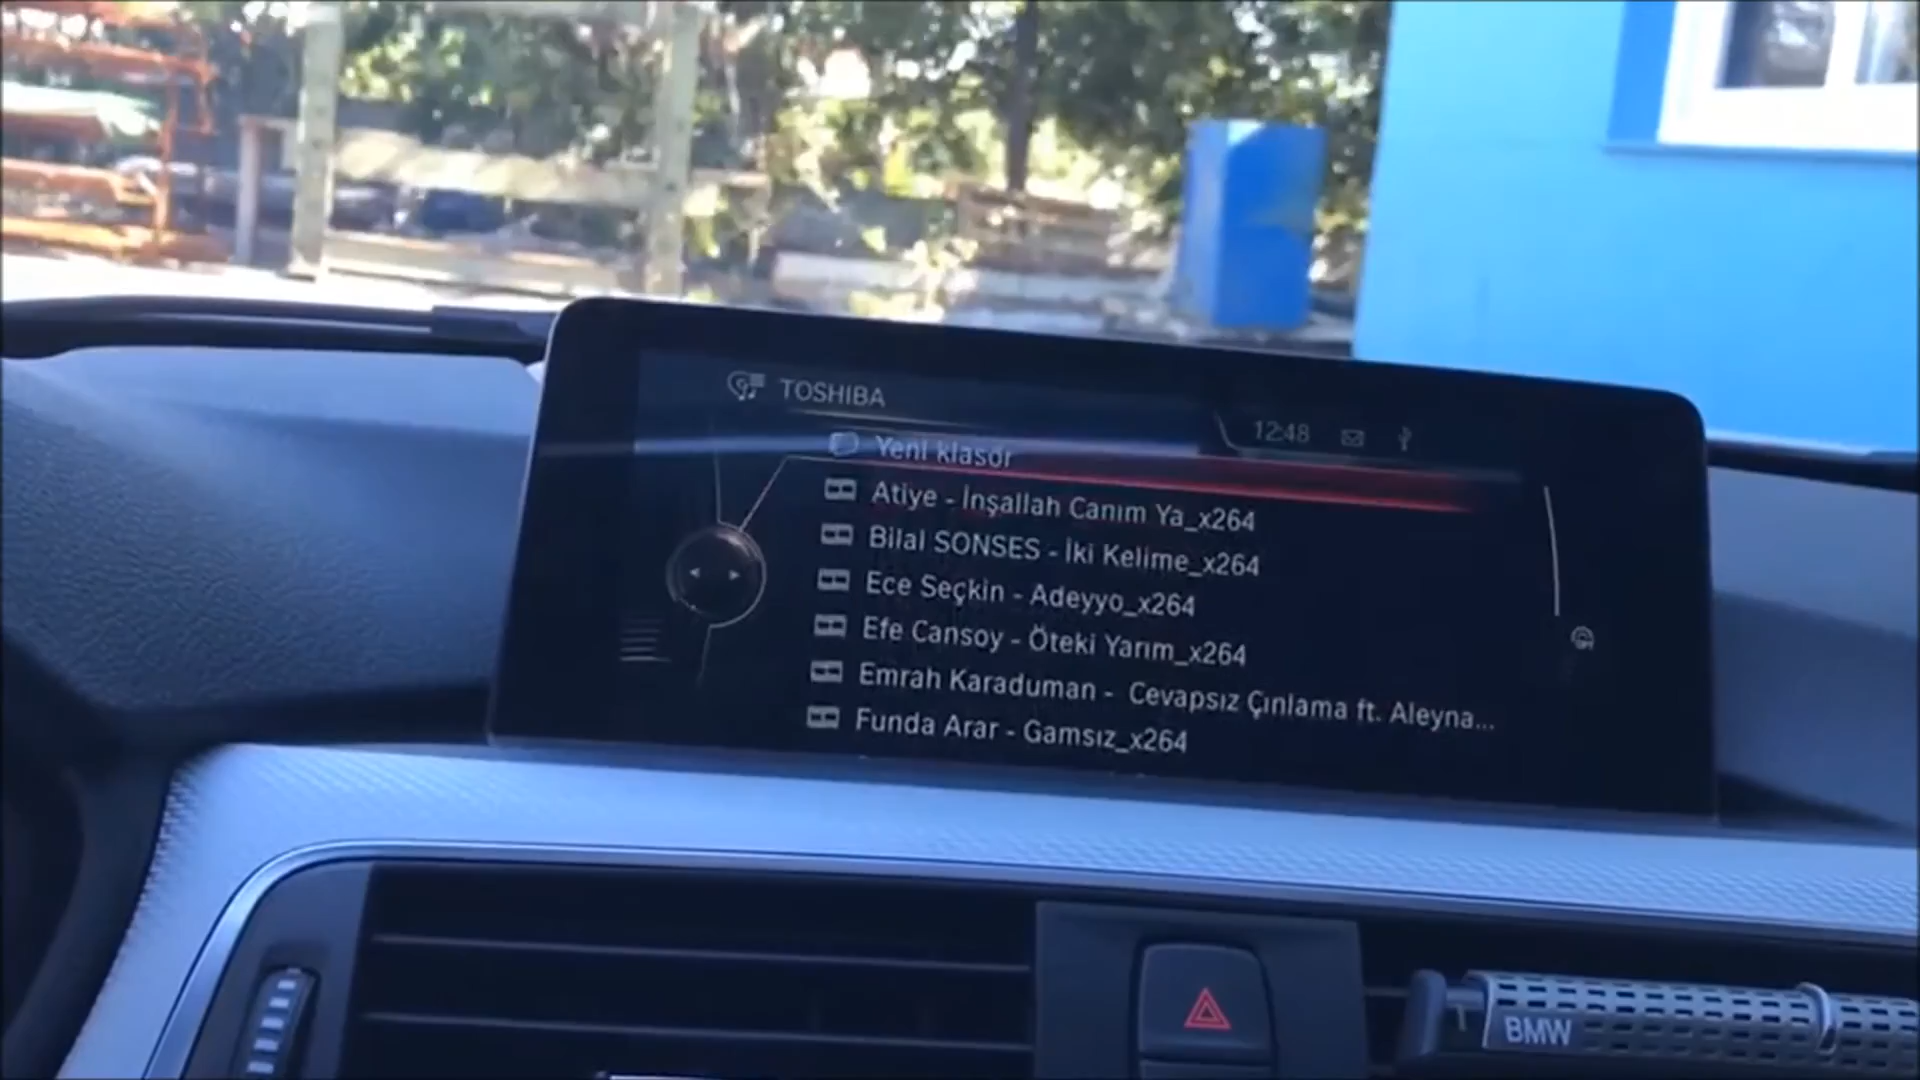 TOSHIBA
12:48
Yeni klasör
Atiye - İnşallah Canım Ya_x264
Bilal SONSES - İki Kelime_x264
Ece Seçkin - Adeyyo_x264
Efe Cansoy - Öteki Yarım_x264
Emrah Karaduman - Cevapsız Çınlama ft. Aleyna...
Funda Arar - Gamsız_x264
BMW